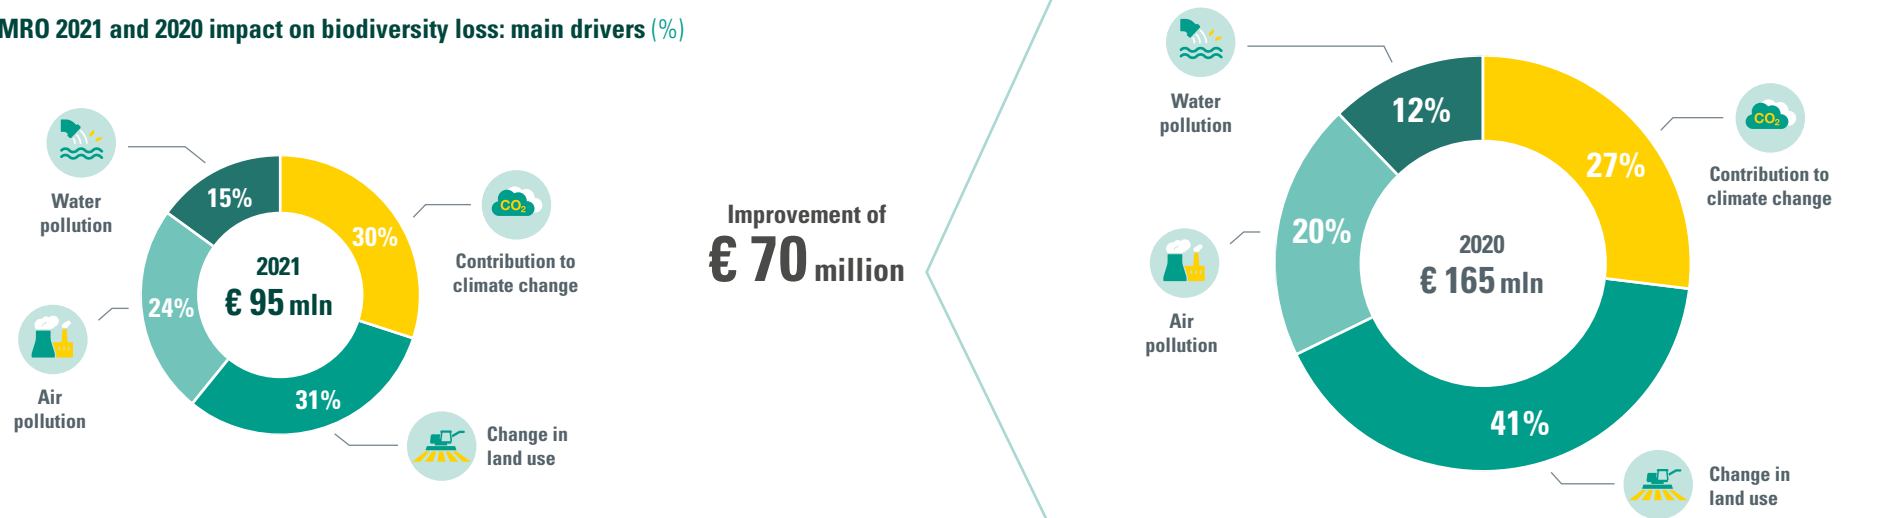 MRO 2021 and 2020 impact on biodiversity loss: main drivers (%)
Water
pollution
15%
30%
CO₂
Contribution to
climate change
2021
€ 95 mln
24%
Air
pollution
31%
Change in
land use
Improvement of
€ 70 million
Water
pollution
12%
27%
CO₂
Contribution to
climate change
20%
2020
€ 165 mln
Air
pollution
41%
Change in
land use